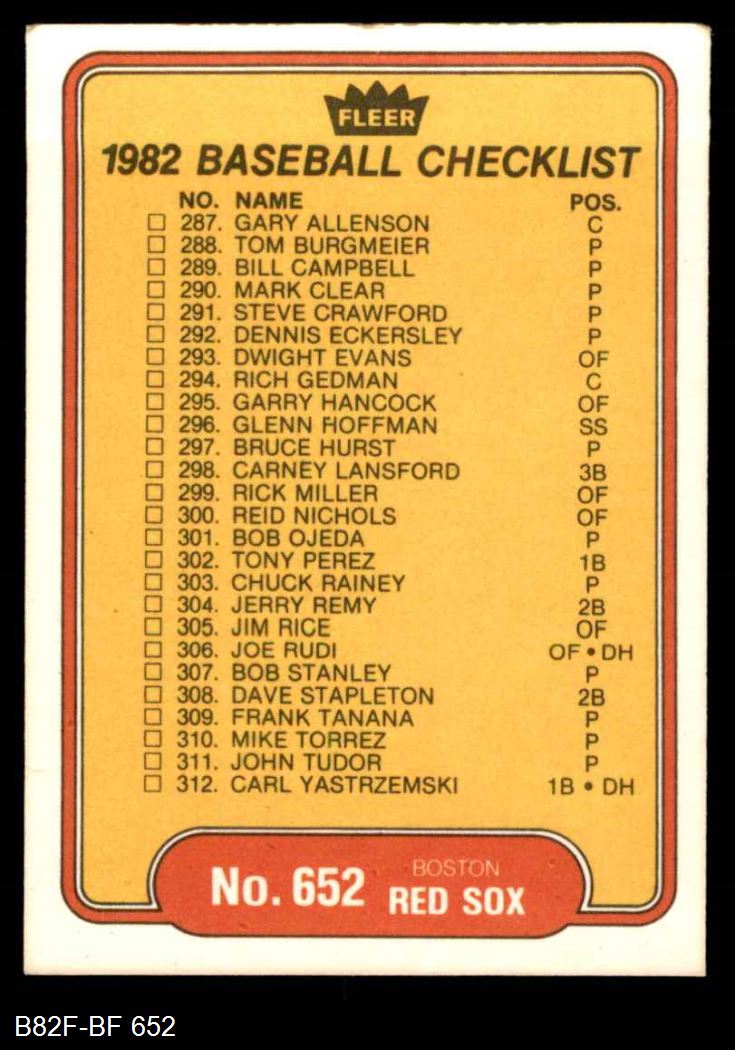 FLEER
1982 BASEBALL CHECKLIST
NO. NAME POS.
287. GARY ALLENSON C
288. TOM BURGMEIER P
289. BILL CAMPBELL P
290. MARK CLEAR P
291. STEVE CRAWFORD P
292. DENNIS ECKERSLEY P
293. DWIGHT EVANS OF
294. RICH GEDMAN C
295. GARRY HANCOCK OF
296. GLENN HOFFMAN SS
297. BRUCE HURST P
298. CARNEY LANSFORD 3B
299. RICK MILLER OF
300. REID NICHOLS OF
301. BOB OJEDA P
302. TONY PEREZ 1B
303. CHUCK RAINEY P
304. JERRY REMY 2B
305. JIM RICE OF
306. JOE RUDI OF • DH
307. BOB STANLEY P
308. DAVE STAPLETON 2B
309. FRANK TANANA P
310. MIKE TORREZ P
311. JOHN TUDOR P
312. CARL YASTRZEMSKI 1B • DH
No. 652
BOSTON
RED SOX
B82F-BF 652